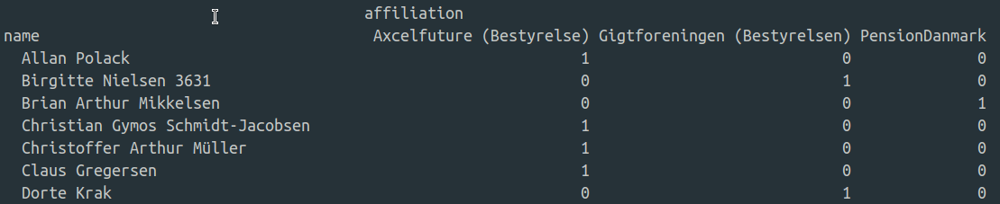 affiliation
name Axcelfuture (Bestyrelse) Gigtforeningen (Bestyrelsen) PensionDanmark
Allan Polack 1 0 0
Birgitte Nielsen 3631 0 1 0
Brian Arthur Mikkelsen 0 0 1
Christian Gymos Schmidt-Jacobsen 1 0 0
Christoffer Arthur Müller 1 0 0
Claus Gregersen 1 0 0
Dorte Krak 0 1 0